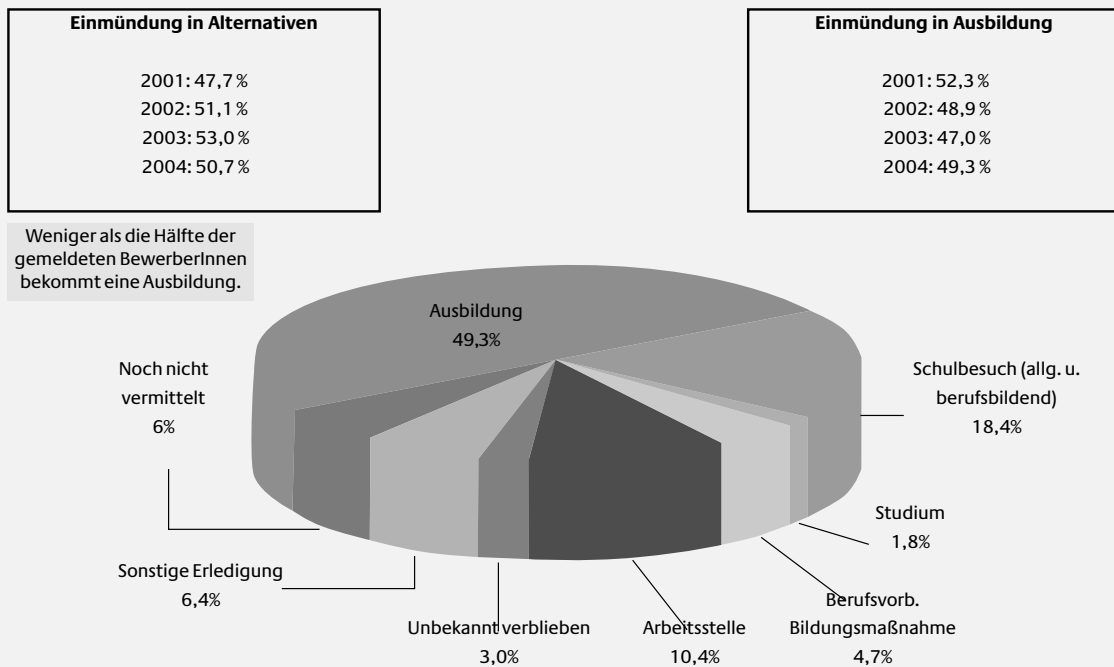 Einmündung in Alternativen
2001: 47,7 %
2002: 51,1 %
2003: 53,0 %
2004: 50,7 %
Einmündung in Ausbildung
2001: 52,3 %
2002: 48,9 %
2003: 47,0 %
2004: 49,3 %
Weniger als die Hälfte der
gemeldeten BewerberInnen
bekommt eine Ausbildung.
Ausbildung
49,3%
Noch nicht
vermittelt
6%
Schulbesuch (allg. u.
berufsbildend)
18,4%
Studium
1,8%
Sonstige Erledigung
6,4%
Unbekannt verblieben
3,0%
Arbeitsstelle
10,4%
Berufsvorb.
Bildungsmaßnahme
4,7%